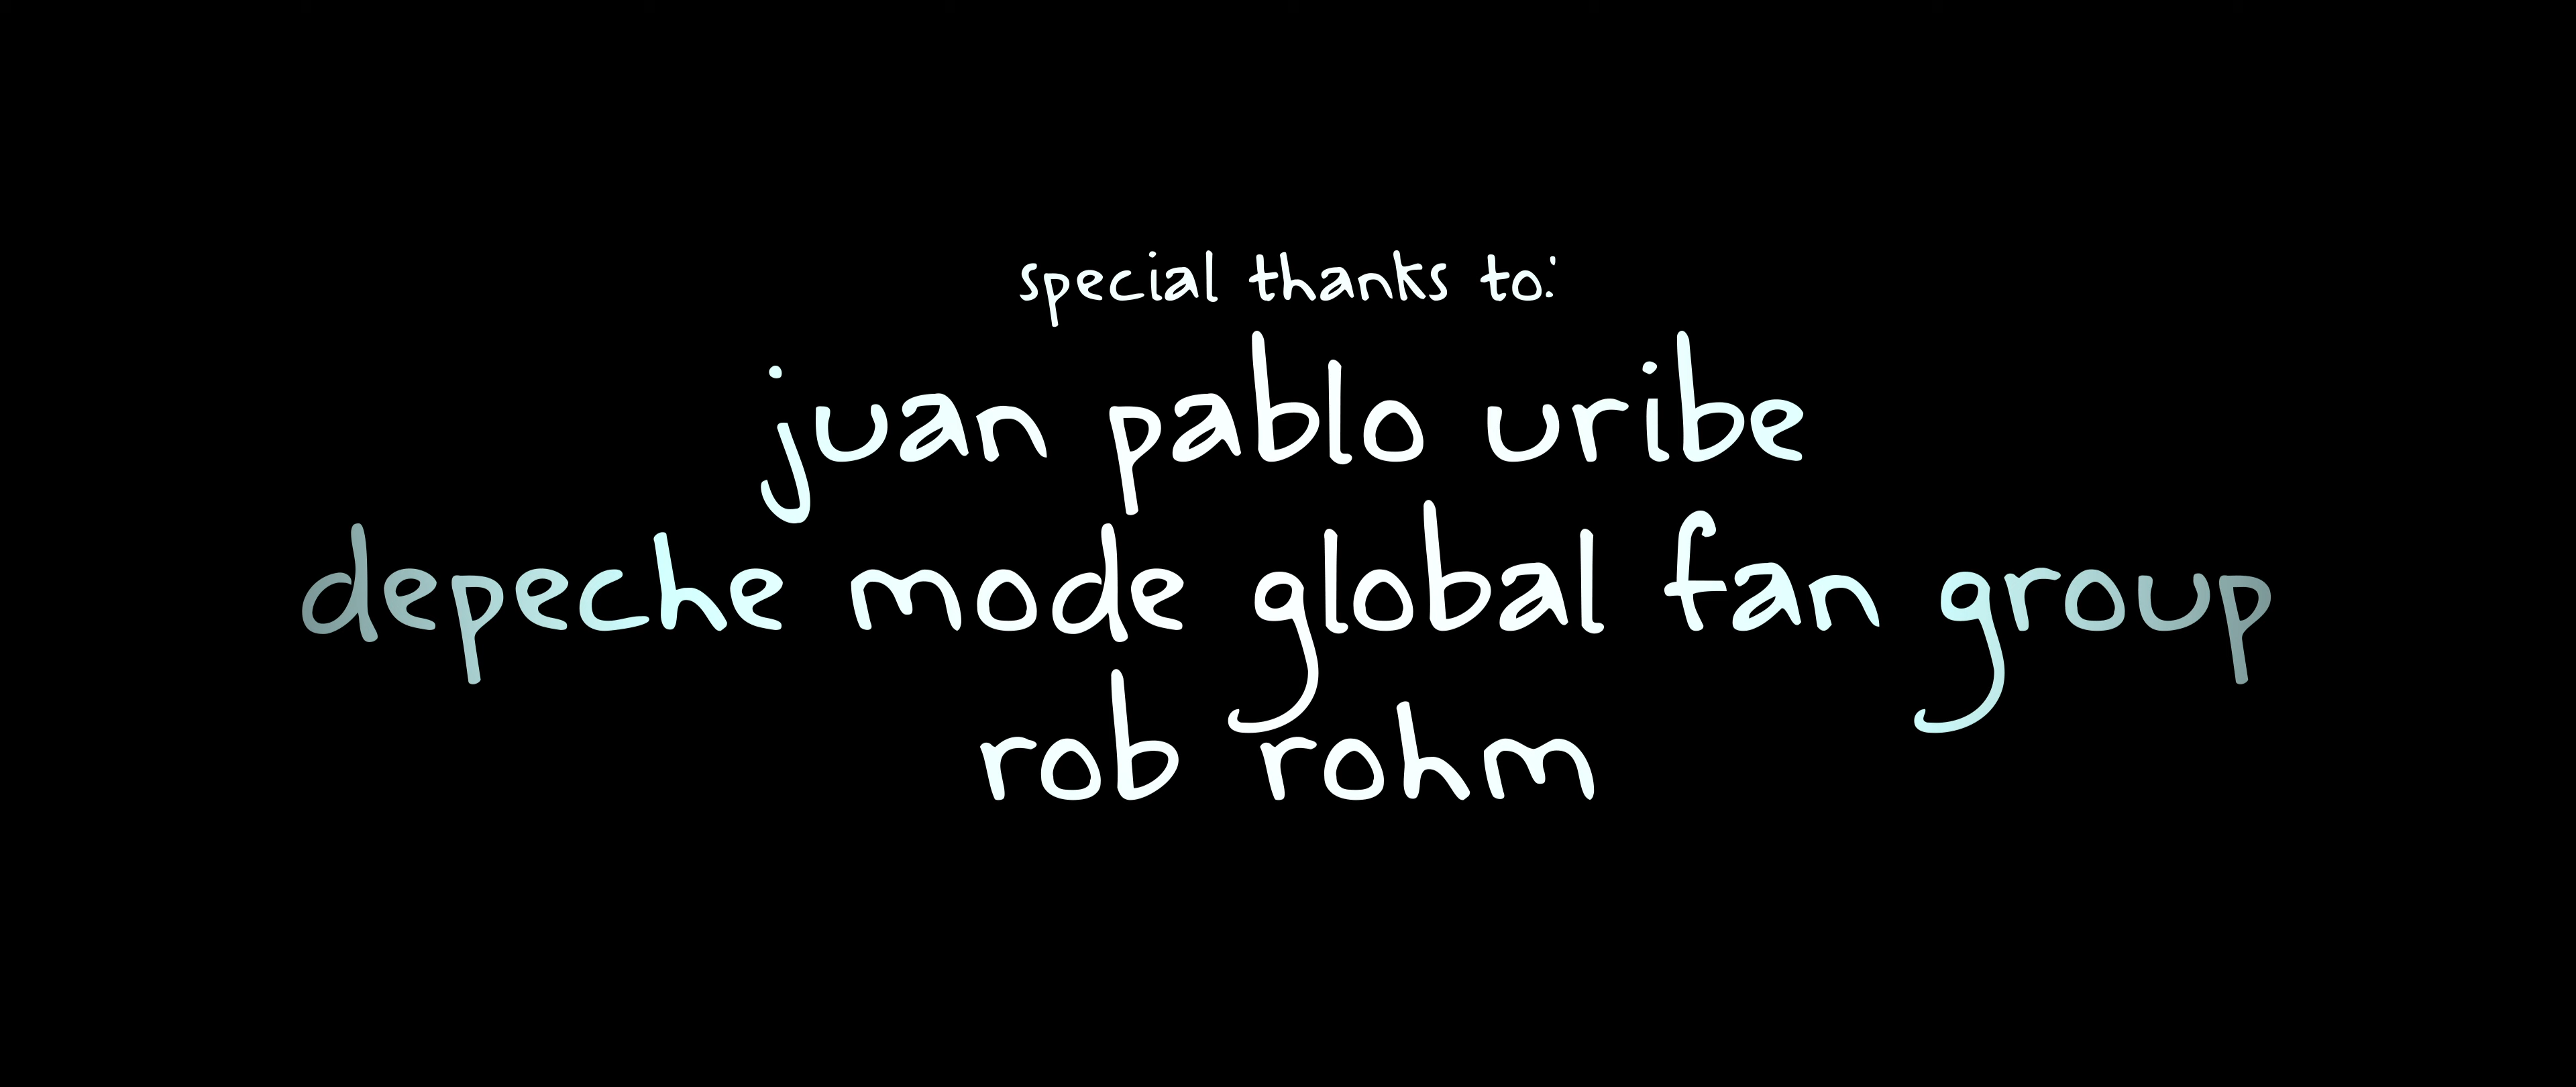 special thanks to:
juan pablo uribe
depeche mode global fan group
rob rohm